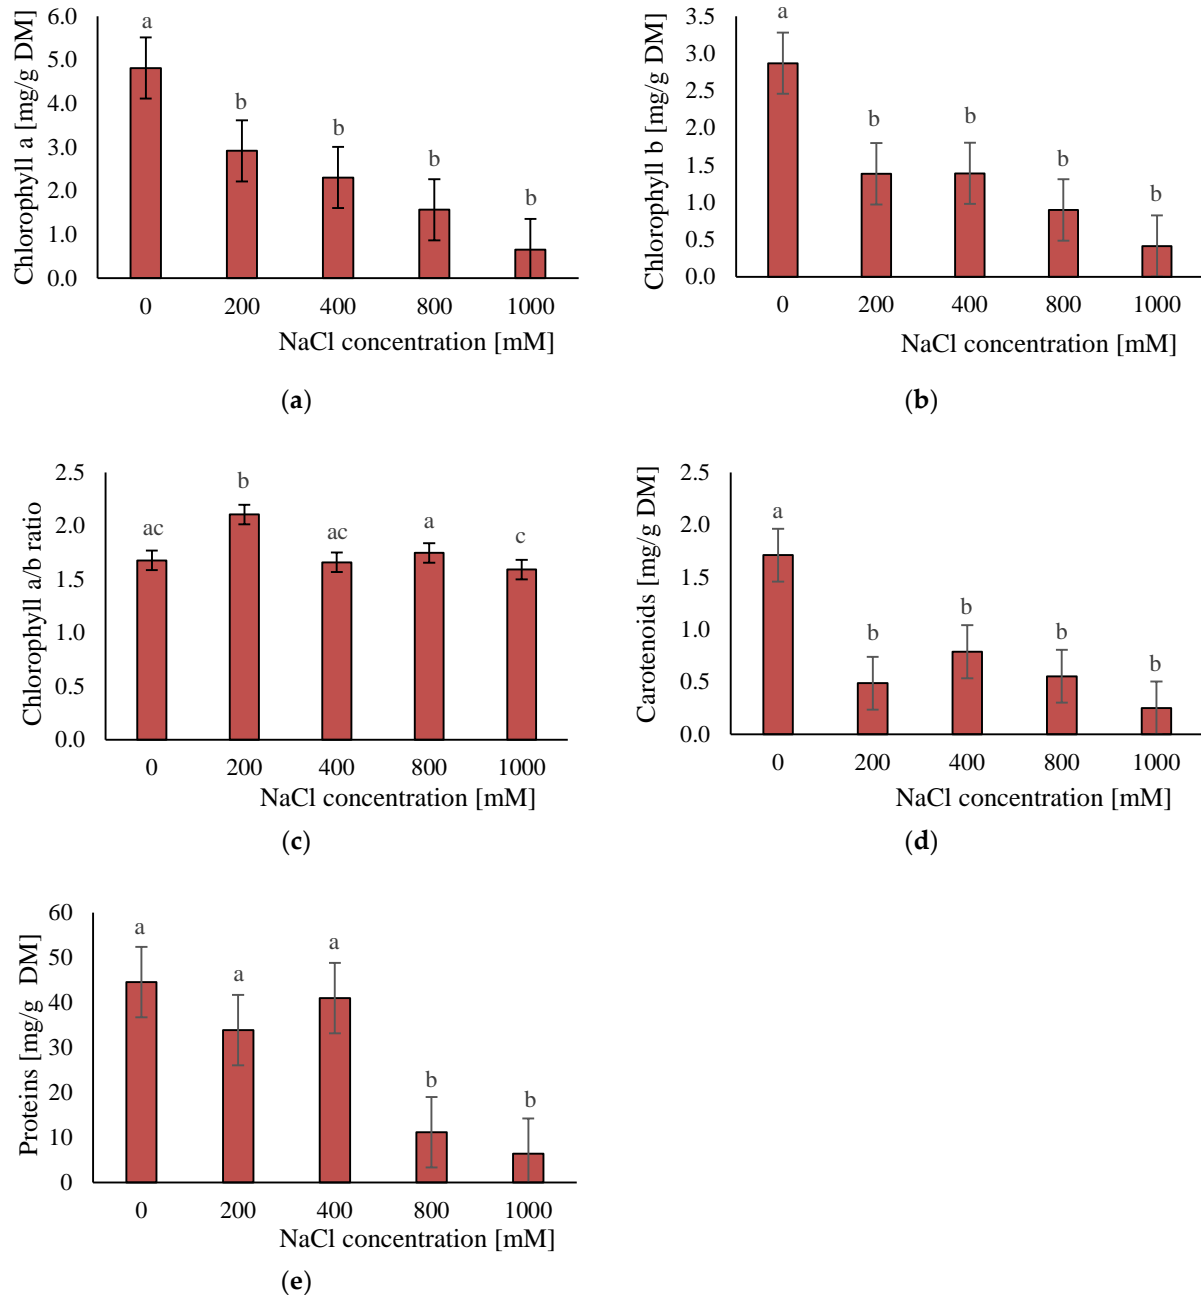 Chlorophyll a [mg/g DM]
6.0
5.0
4.0
3.0
2.0
1.0
0.0
a
b
b
b
b
0 200 400 800 1000
NaCl concentration [mM]
(a)
Chlorophyll b [mg/g DM]
3.5
3.0
2.5
2.0
1.5
1.0
0.5
0.0
a
b
b
b
b
0 200 400 800 1000
NaCl concentration [mM]
(b)
Chlorophyll a/b ratio
2.5
2.0
1.5
1.0
0.5
0.0
ac
b
ac
a
c
0 200 400 800 1000
NaCl concentration [mM]
(c)
Carotenoids [mg/g DM]
2.5
2.0
1.5
1.0
0.5
0.0
a
b
b
b
b
0 200 400 800 1000
NaCl concentration [mM]
(d)
Proteins [mg/g DM]
60
50
40
30
20
10
0
a
a
a
b
b
0 200 400 800 1000
NaCl concentration [mM]
(e)